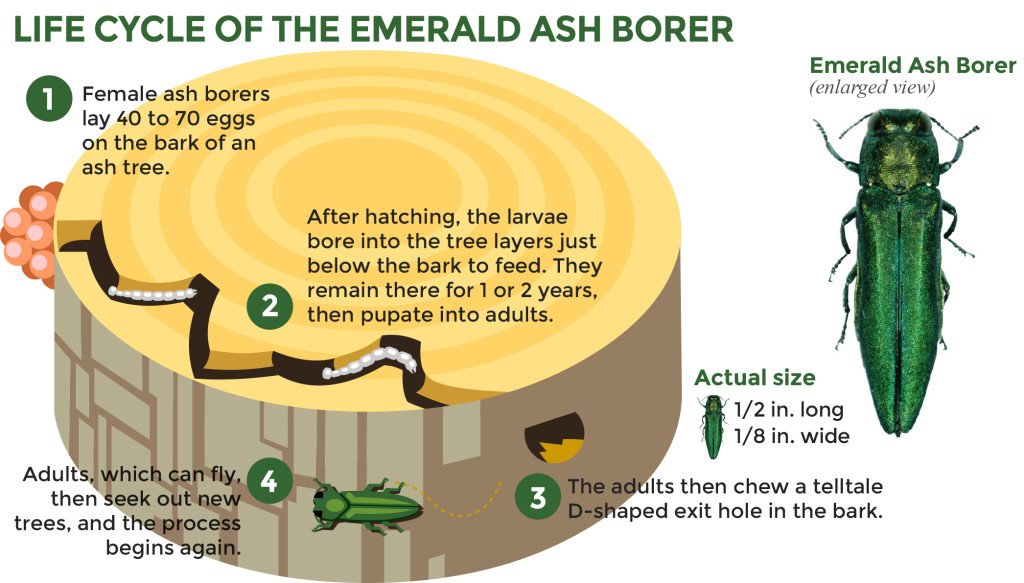 LIFE CYCLE OF THE EMERALD ASH BORER
1
Female ash borers
lay 40 to 70 eggs
on the bark of an
ash tree.
Emerald Ash Borer
(enlarged view)
2
After hatching, the larvae
bore into the tree layers just
below the bark to feed. They
remain there for 1 or 2 years,
then pupate into adults.
Actual size
1/2 in. long
1/8 in. wide
3
The adults then chew a telltale
D-shaped exit hole in the bark.
4
Adults, which can fly,
then seek out new
trees, and the process
begins again.